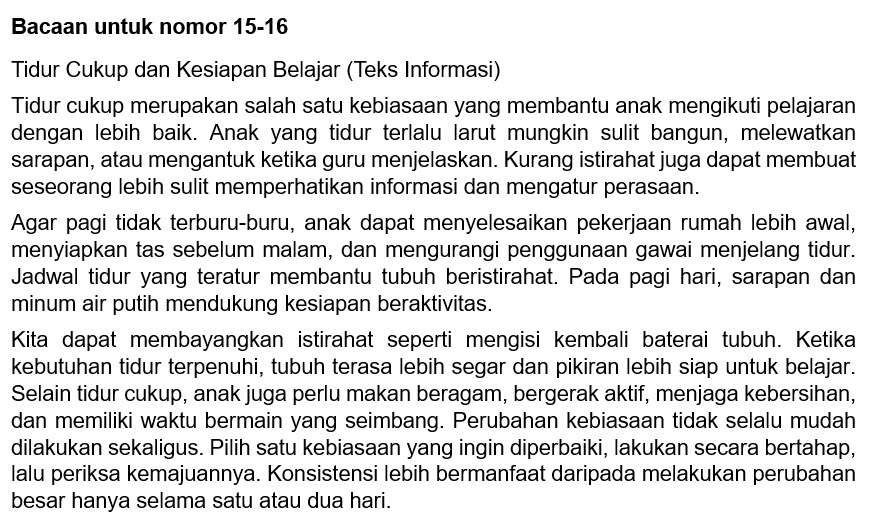 Bacaan untuk nomor 15-16
Tidur Cukup dan Kesiapan Belajar (Teks Informasi)
Tidur cukup merupakan salah satu kebiasaan yang membantu anak mengikuti pelajaran
dengan lebih baik. Anak yang tidur terlalu larut mungkin sulit bangun, melewatkan
sarapan, atau mengantuk ketika guru menjelaskan. Kurang istirahat juga dapat membuat
seseorang lebih sulit memperhatikan informasi dan mengatur perasaan.
Agar pagi tidak terburu-buru, anak dapat menyelesaikan pekerjaan rumah lebih awal,
menyiapkan tas sebelum malam, dan mengurangi penggunaan gawai menjelang tidur.
Jadwal tidur yang teratur membantu tubuh beristirahat. Pada pagi hari, sarapan dan
minum air putih mendukung kesiapan beraktivitas.
Kita dapat membayangkan istirahat seperti mengisi kembali baterai tubuh. Ketika
kebutuhan tidur terpenuhi, tubuh terasa lebih segar dan pikiran lebih siap untuk belajar.
Selain tidur cukup, anak juga perlu makan beragam, bergerak aktif, menjaga kebersihan,
dan memiliki waktu bermain yang seimbang. Perubahan kebiasaan tidak selalu mudah
dilakukan sekaligus. Pilih satu kebiasaan yang ingin diperbaiki, lakukan secara bertahap,
lalu periksa kemajuannya. Konsistensi lebih bermanfaat daripada melakukan perubahan
besar hanya selama satu atau dua hari.